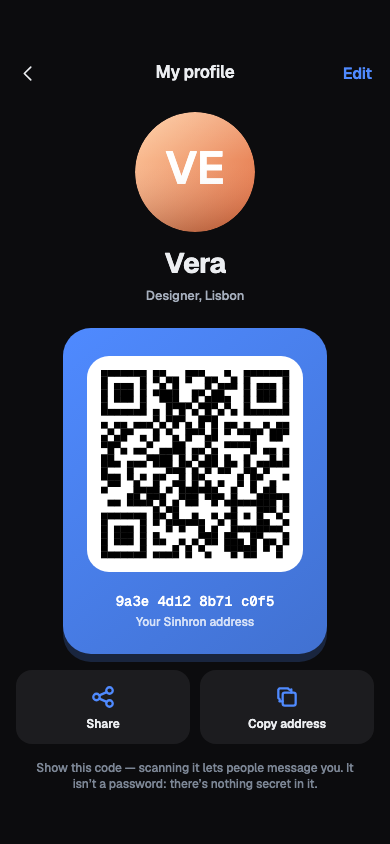 My profile
Edit
VE
Vera
Designer, Lisbon
9a3e 4d12 8b71 c0f5
Your Sinhron address
Share
Copy address
Show this code — scanning it lets people message you. It
isn’t a password: there’s nothing secret in it.